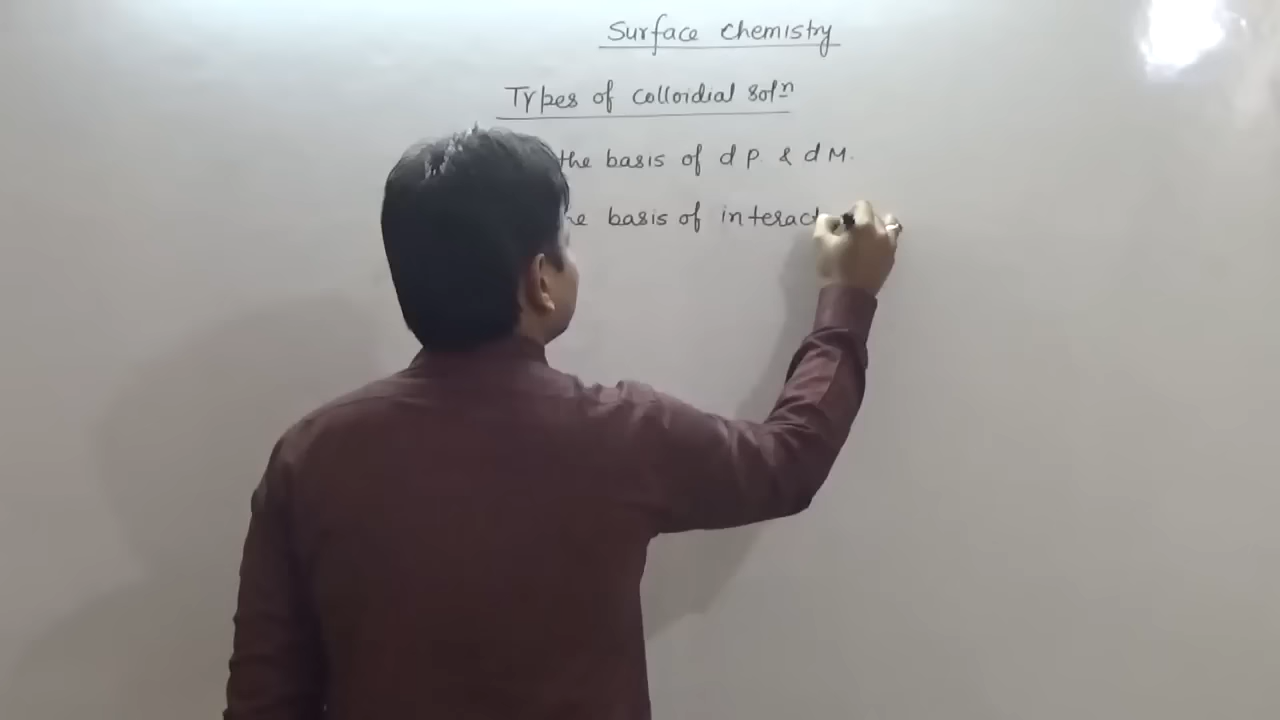 Surface Chemistry
Types of Colloidial Solⁿ
the basis of d P & d M.
basis of interact